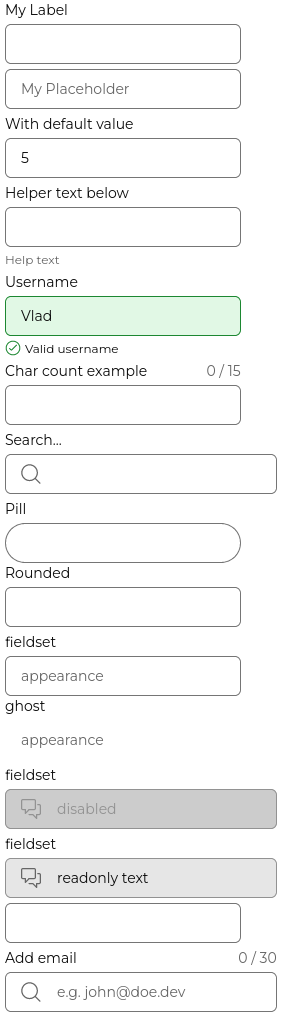 My Label
My Placeholder
With default value
5
Helper text below
Help text
Username
Vlad
Valid username
Char count example 0 / 15
Search...
Pill
Rounded
fieldset
appearance
ghost
appearance
fieldset
disabled
fieldset
readonly text
Add email 0 / 30
e.g. john@doe.dev